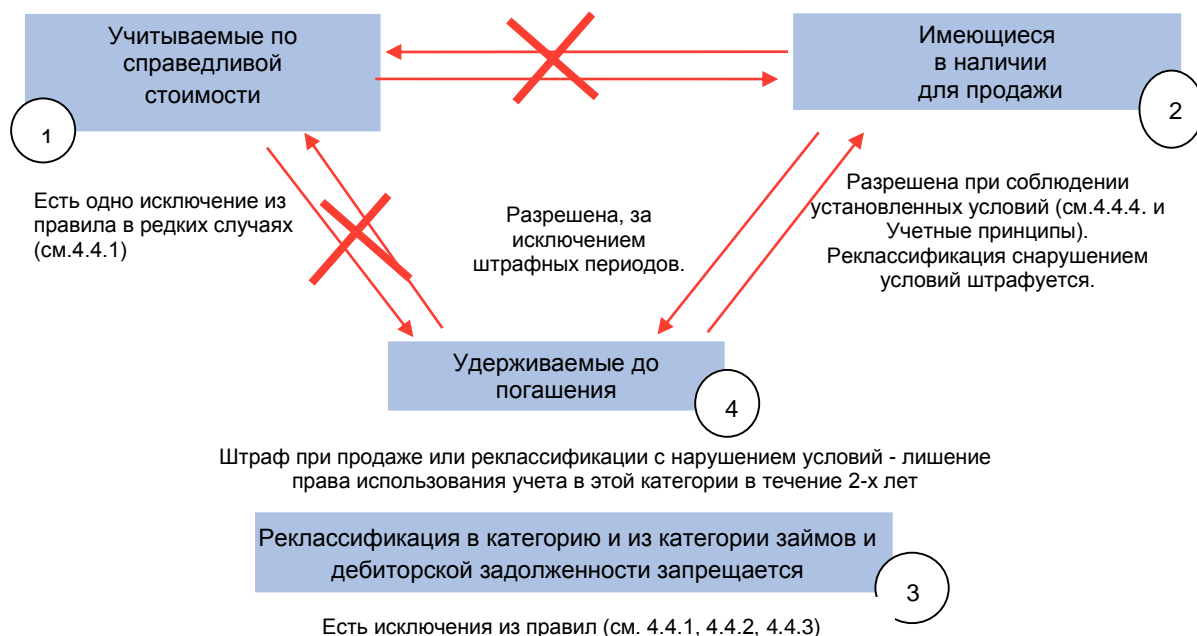 Учитываемые по
справедливой
стоимости
1
Имеющиеся
в наличии
для продажи
2
Есть одно исключение из
правила в редких случаях
(см.4.4.1)
Разрешена, за
исключением
штрафных периодов.
Разрешена при соблюдении
установленных условий (см.4.4.4. и
Учетные принципы).
Реклассификация снарушением
условий штрафуется.
Удерживаемые до
погашения
4
Штраф при продаже или реклассификации с нарушением условий - лишение
права использования учета в этой категории в течение 2-х лет
Реклассификация в категорию и из категории займов и
дебиторской задолженности запрещается
3
Есть исключения из правил (см. 4.4.1, 4.4.2, 4.4.3)